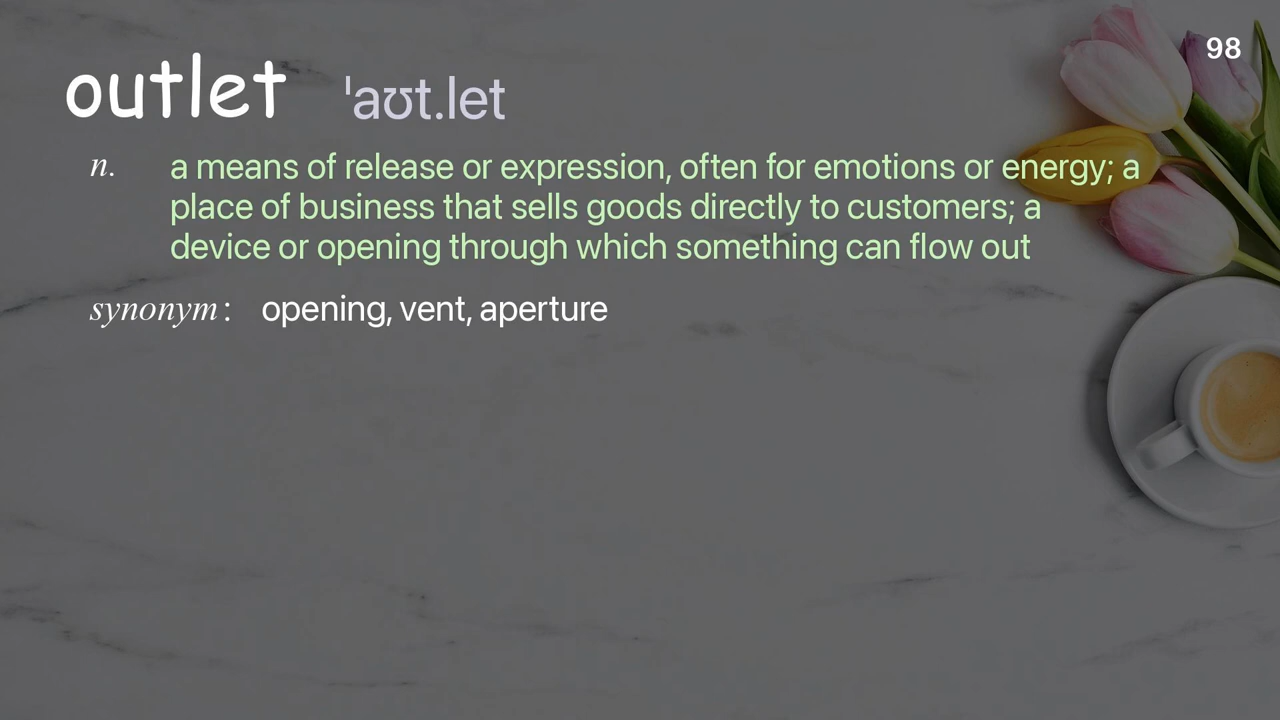 98
outlet ˈaʊt.let
n. a means of release or expression, often for emotions or energy; a
place of business that sells goods directly to customers; a
device or opening through which something can flow out
synonym: opening, vent, aperture